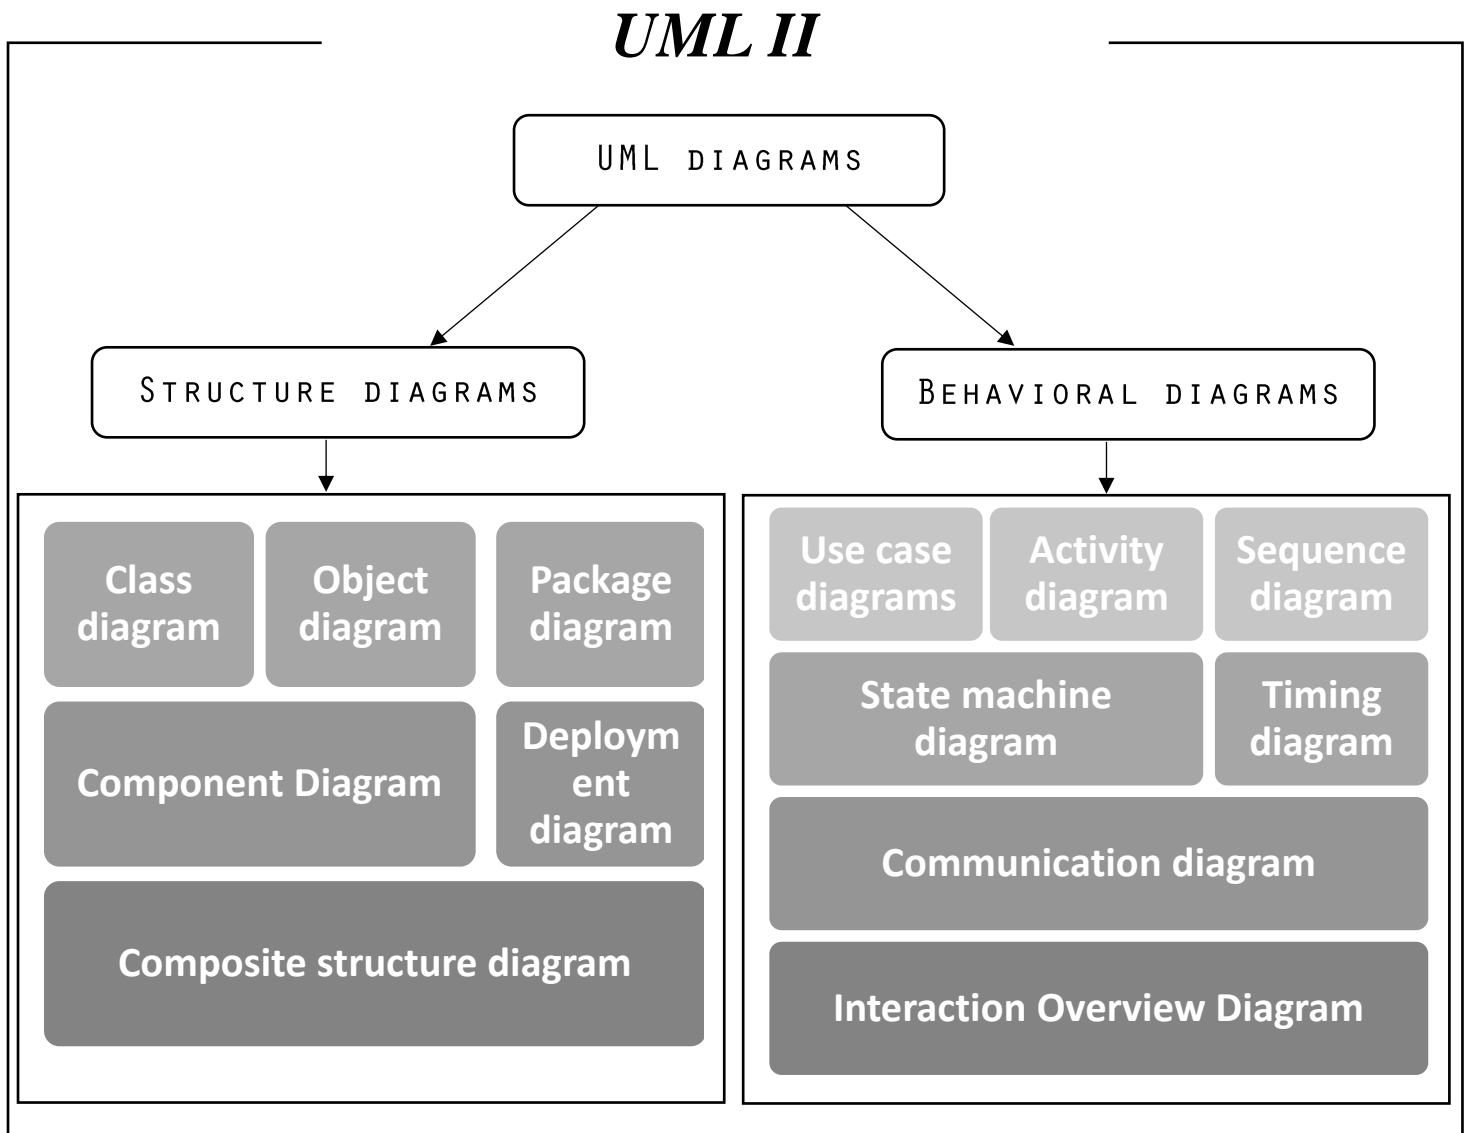 UML II
UML DIAGRAMS
STRUCTURE DIAGRAMS
BEHAVIORAL DIAGRAMS
Class
diagram
Object
diagram
Package
diagram
Component Diagram
Deploym
ent
diagram
Composite structure diagram
Use case
diagrams
Activity
diagram
Sequence
diagram
State machine
diagram
Timing
diagram
Communication diagram
Interaction Overview Diagram